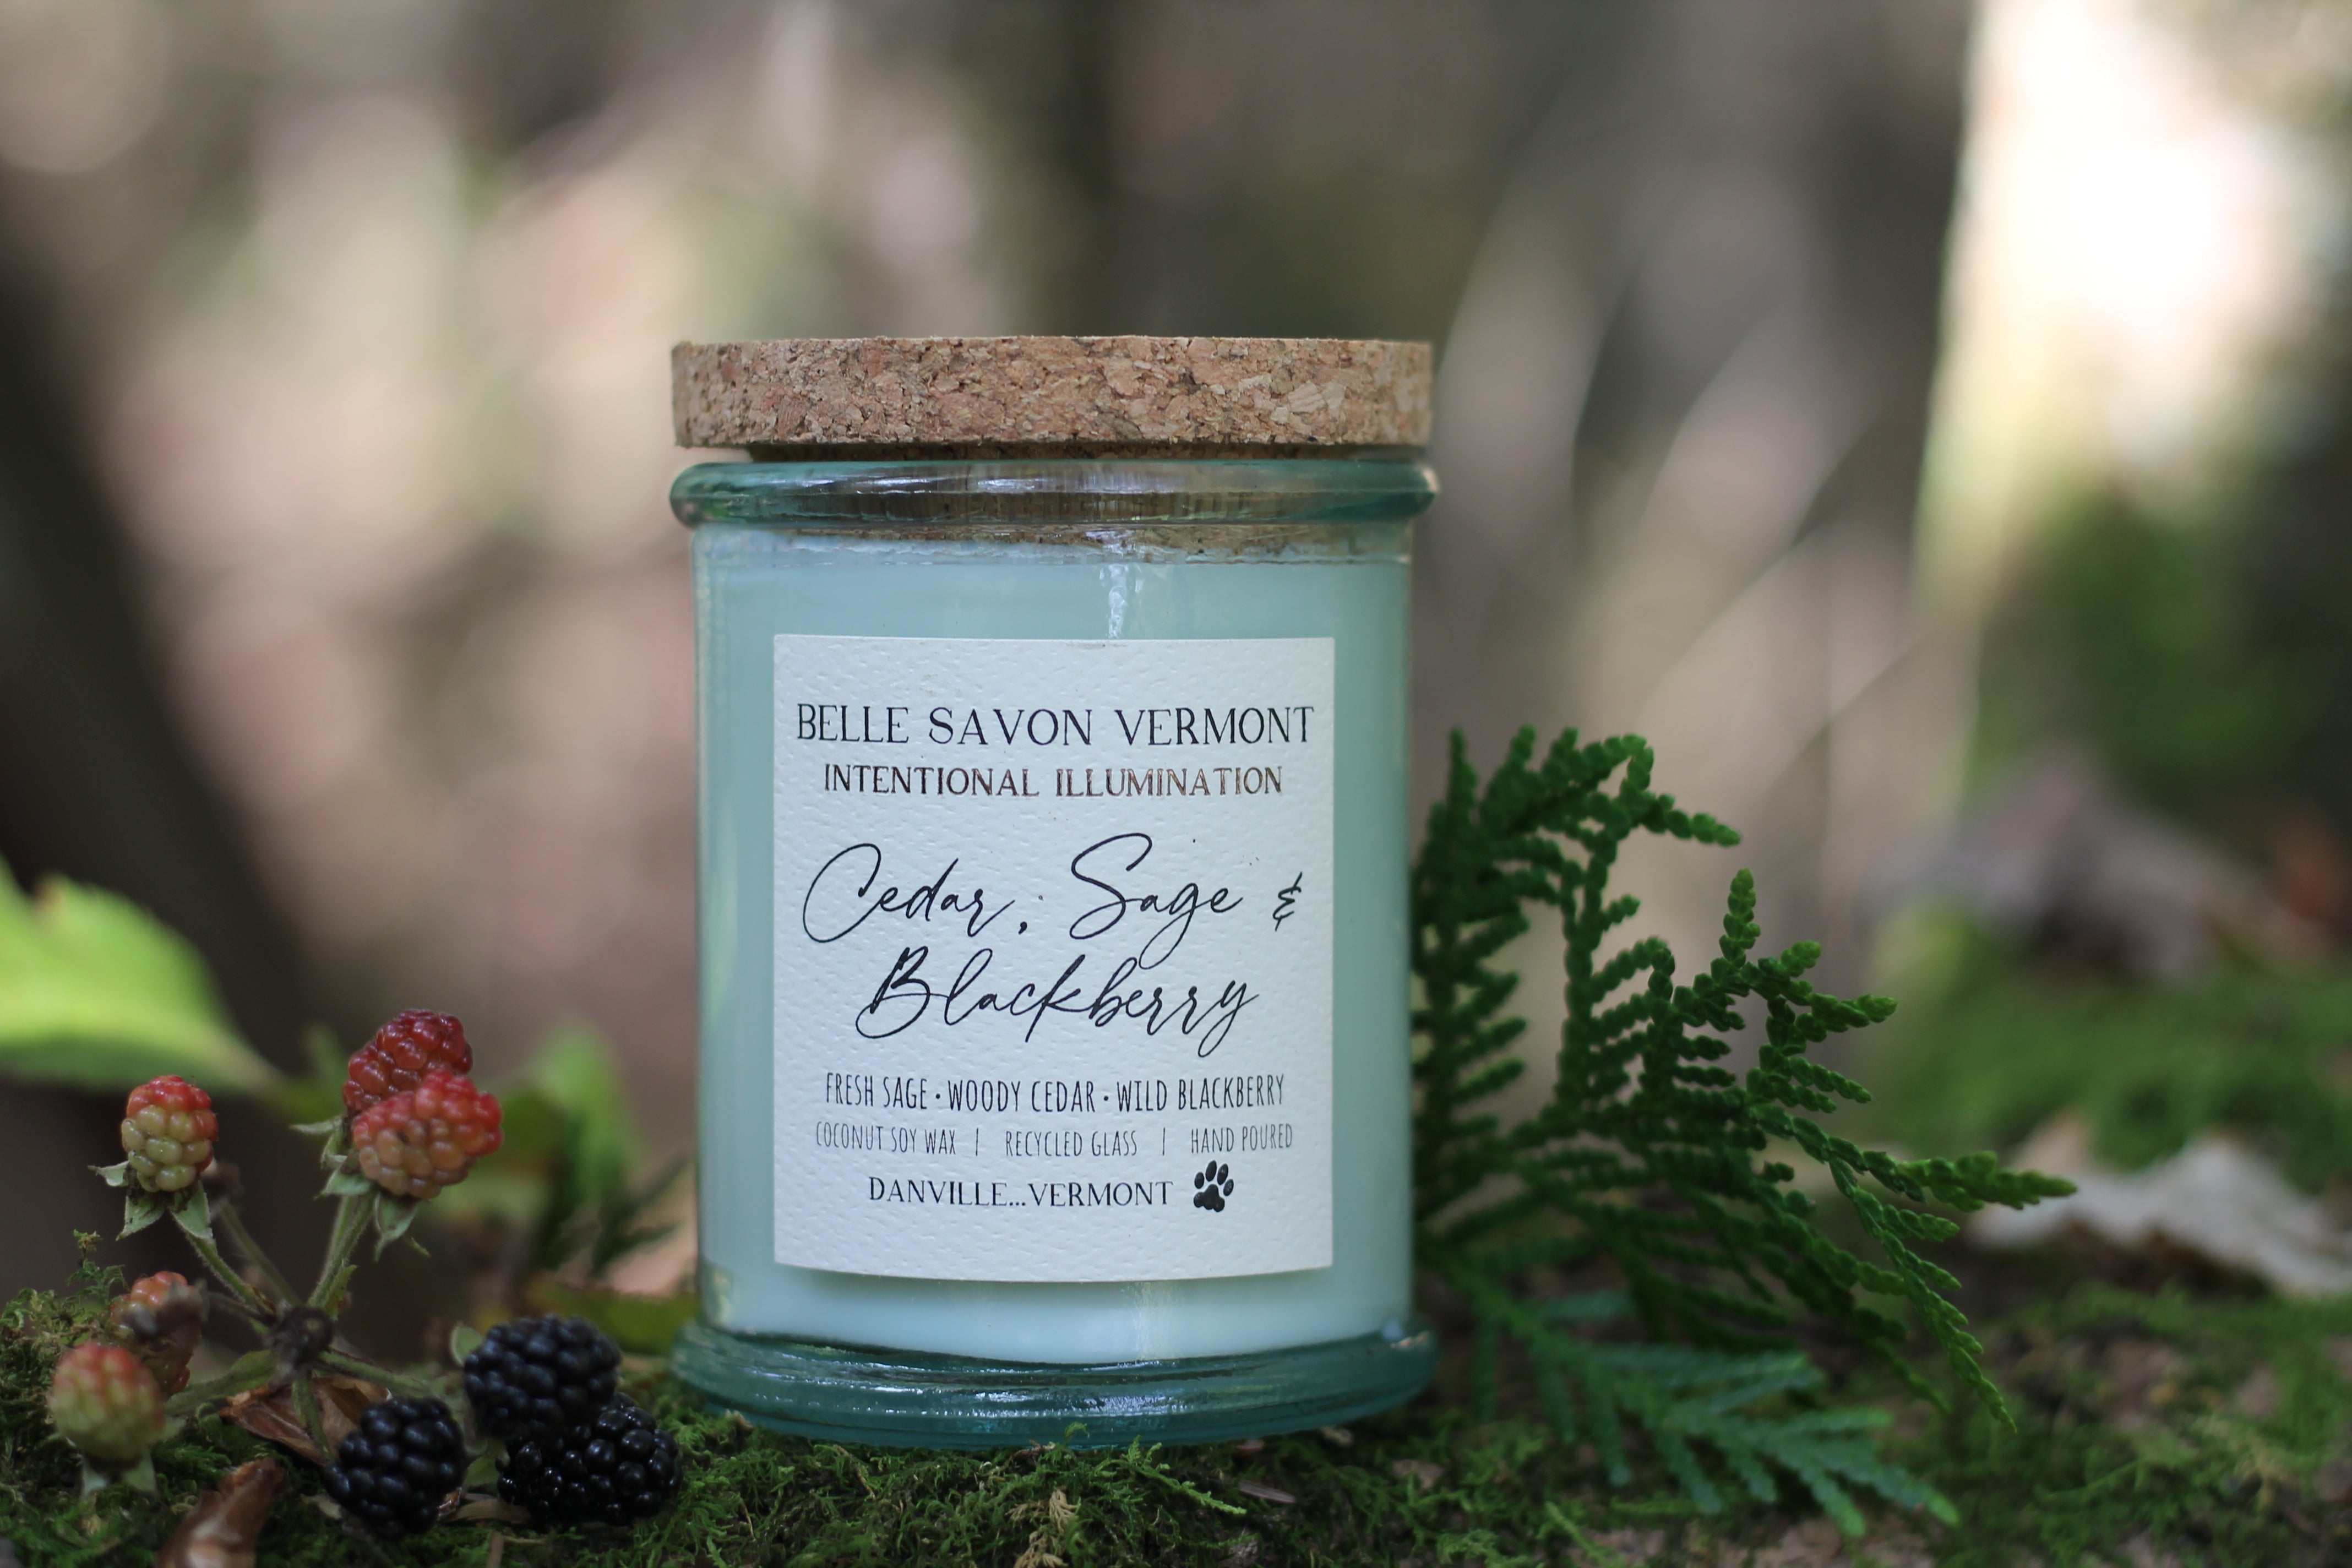 BELLE SAVON VERMONT
INTENTIONAL ILLUMINATION
Cedar, Sage &
Blackberry
FRESH SAGE • WOODY CEDAR • WILD BLACKBERRY
COCONUT SOY WAX | RECYCLED GLASS | HAND POURED
DANVILLE...VERMONT